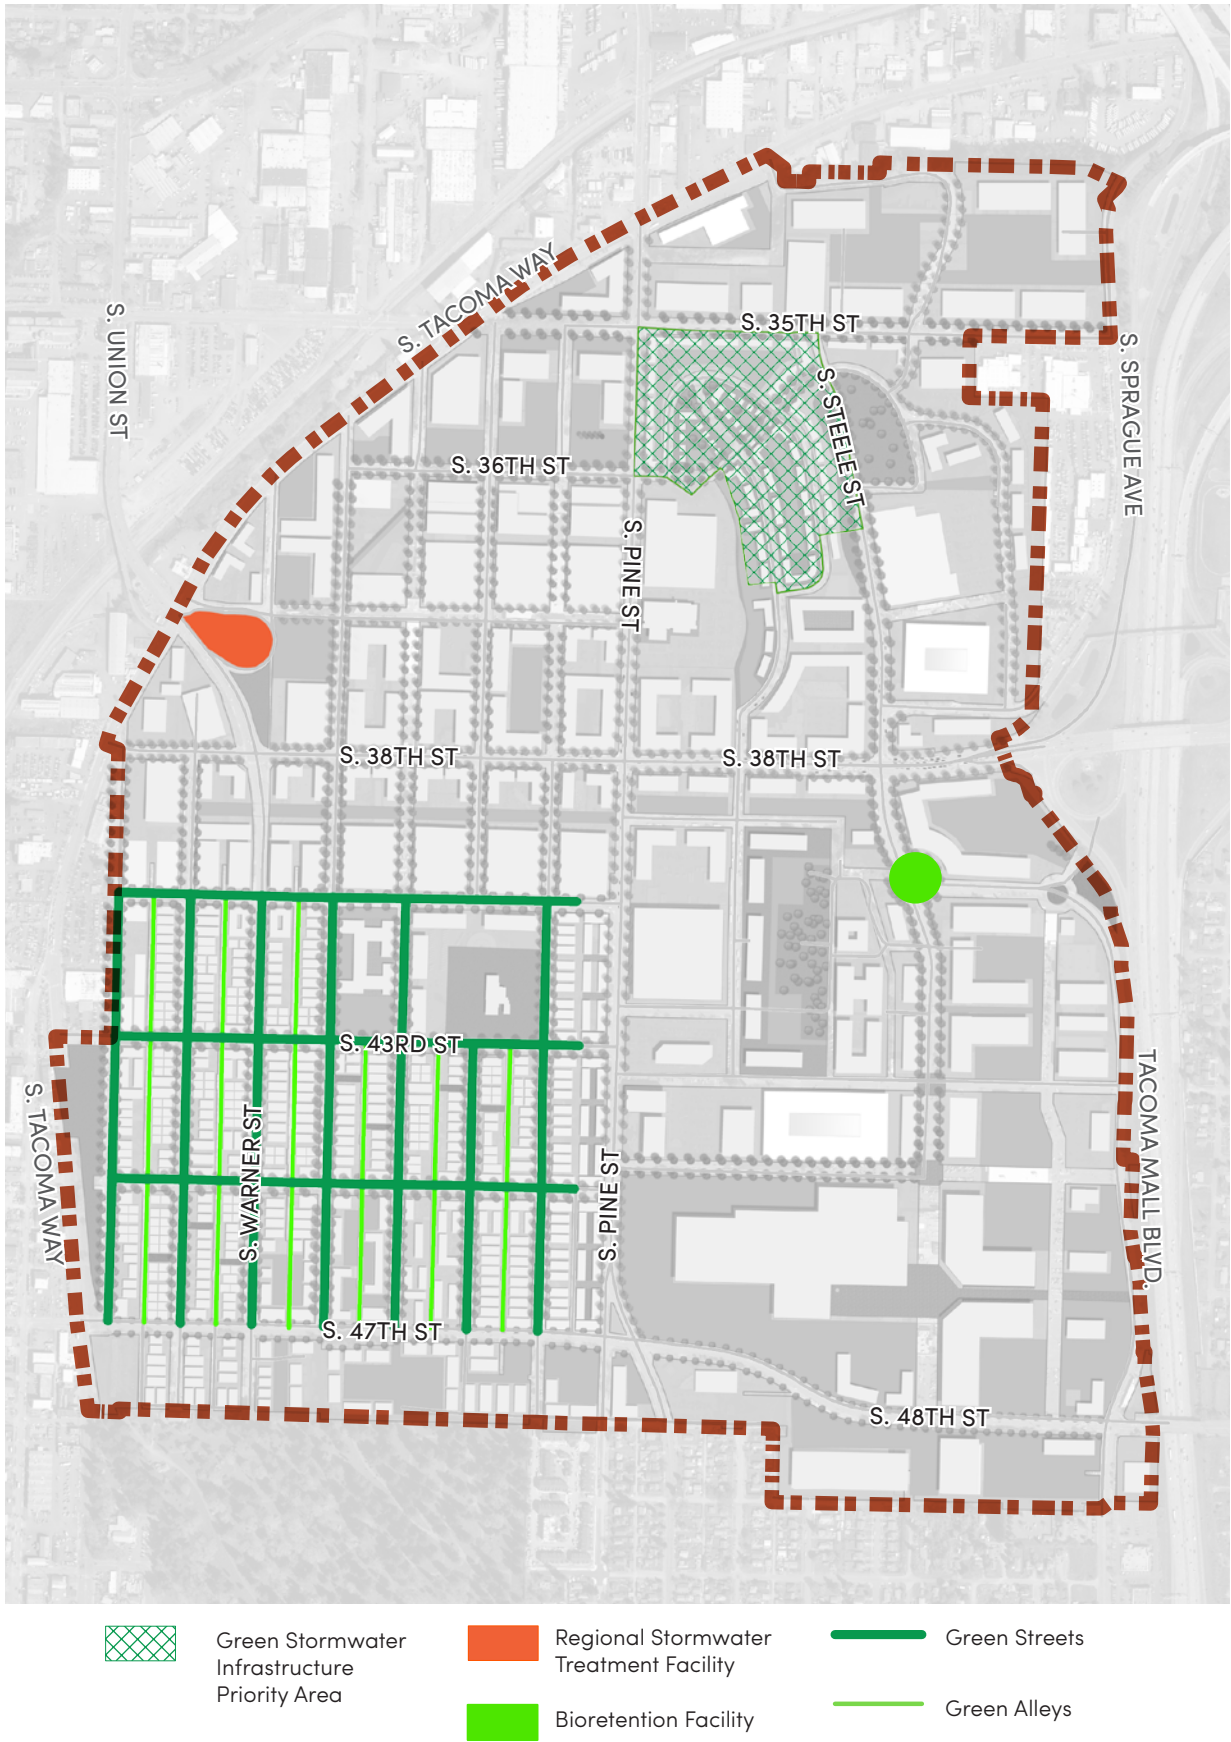 S. TACOMA WAY
S. UNION ST
S. 35TH ST
S. SPRAGUE AVE
S. STEELE ST
S. 36TH ST
S. PINE ST
S. 38TH ST
S. 38TH ST
S. 43RD ST
S. TACOMA WAY
S. WARNER ST
S. PINE ST
TACOMA MALL BLVD.
S. 47TH ST
S. 48TH ST
Green Stormwater
Infrastructure
Priority Area
Regional Stormwater
Treatment Facility
Bioretention Facility
Green Streets
Green Alleys